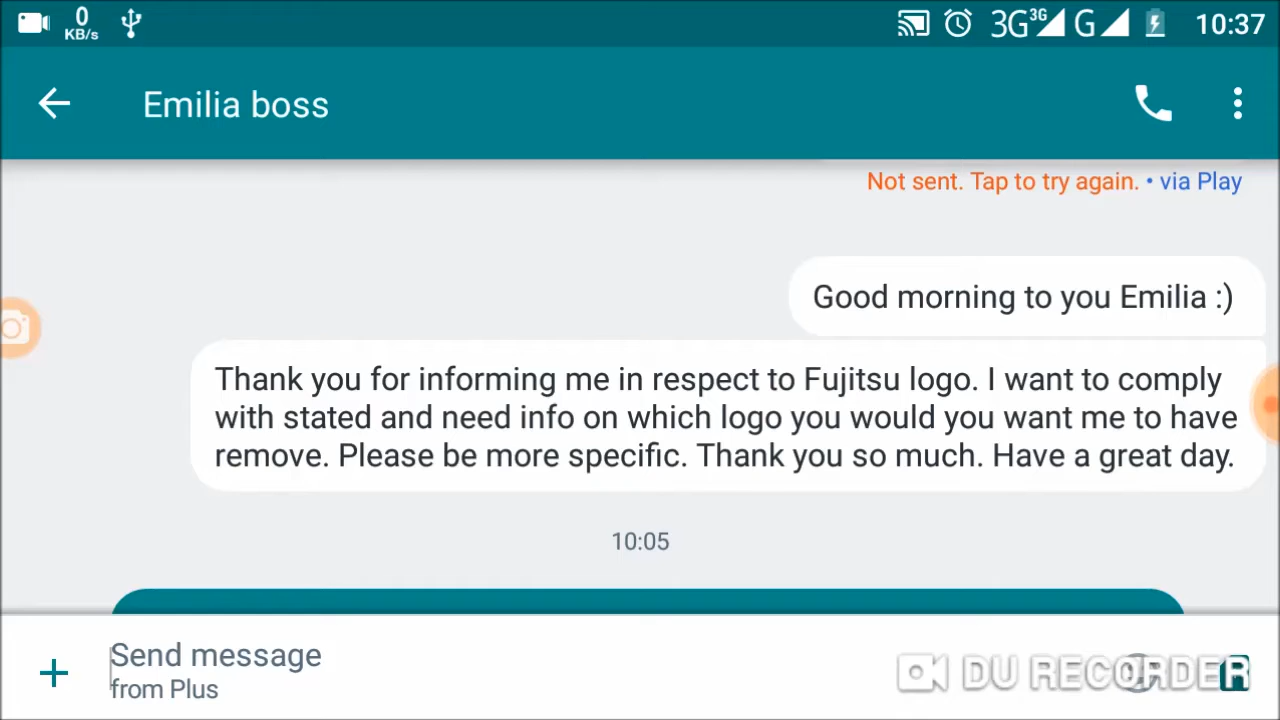 0
KB/s
3G 3G G 10:37
Emilia boss
Not sent. Tap to try again. • via Play
Good morning to you Emilia :)
Thank you for informing me in respect to Fujitsu logo. I want to comply
with stated and need info on which logo you would you want me to have
remove. Please be more specific. Thank you so much. Have a great day.
10:05
Send message
from Plus
DU RECORDER